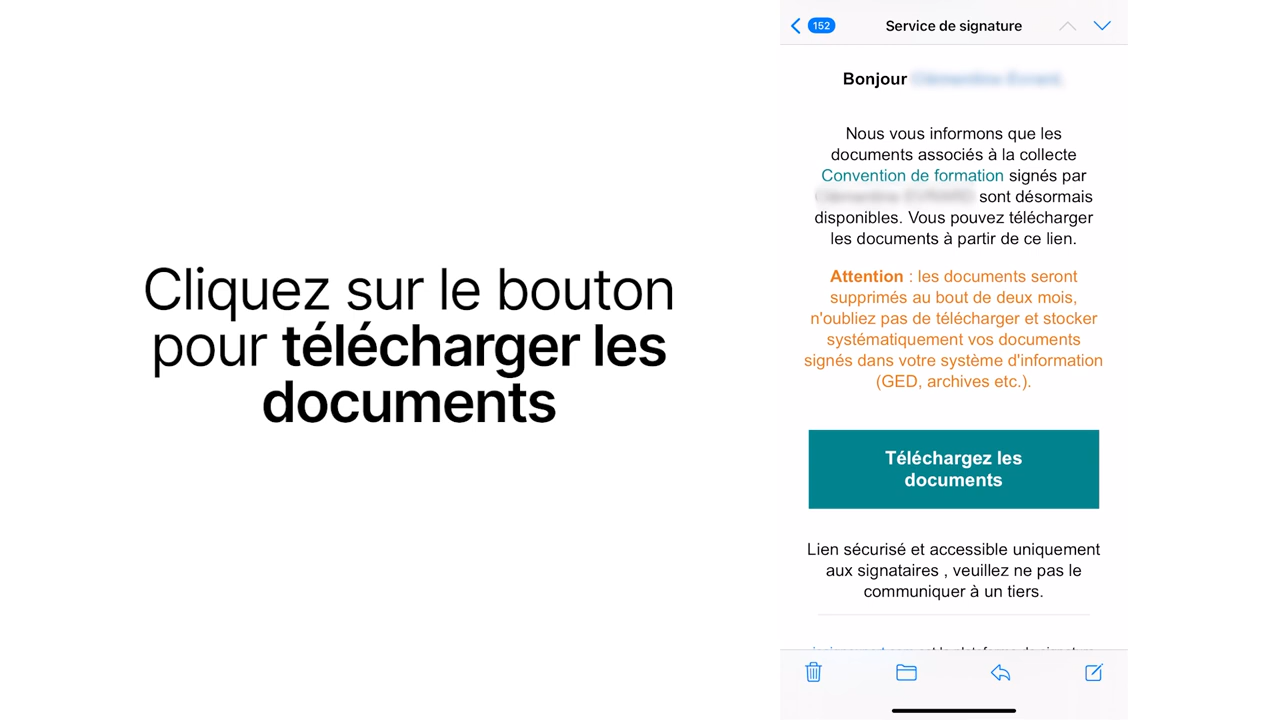 Cliquez sur le bouton
pour télécharger les
documents
152
Service de signature
Bonjour
Nous vous informons que les
documents associés à la collecte
Convention de formation signés par
sont désormais
disponibles. Vous pouvez télécharger
les documents à partir de ce lien.
Attention : les documents seront
supprimés au bout de deux mois,
n'oubliez pas de télécharger et stocker
systématiquement vos documents
signés dans votre système d'information
(GED, archives etc.).
Téléchargez les
documents
Lien sécurisé et accessible uniquement
aux signataires , veuillez ne pas le
communiquer à un tiers.